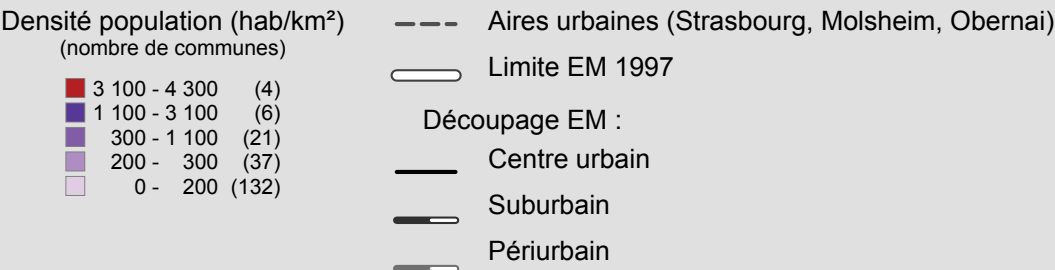 Densité population (hab/km²)
(nombre de communes)
3 100 - 4 300 (4)
1 100 - 3 100 (6)
300 - 1 100 (21)
200 - 300 (37)
0 - 200 (132)
Aires urbaines (Strasbourg, Molsheim, Obernai)
Limite EM 1997
Découpage EM :
Centre urbain
Suburbain
Périurbain